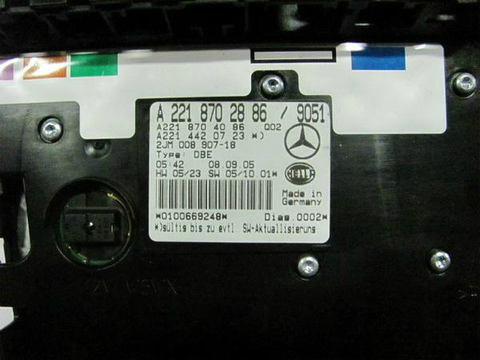 A 221 870 28 86 / 9051
A221 870 40 86 Q02
A221 442 07 23 *)
2JM 008 907-18
Type: DBE
05:42 08.09.05
HW 05/23 SW 05/10.01*
HELLA
Made in
Germany
*0100669248* Diag.0002*
*)gültig bis zu evtl. SW-Aktuallisierung